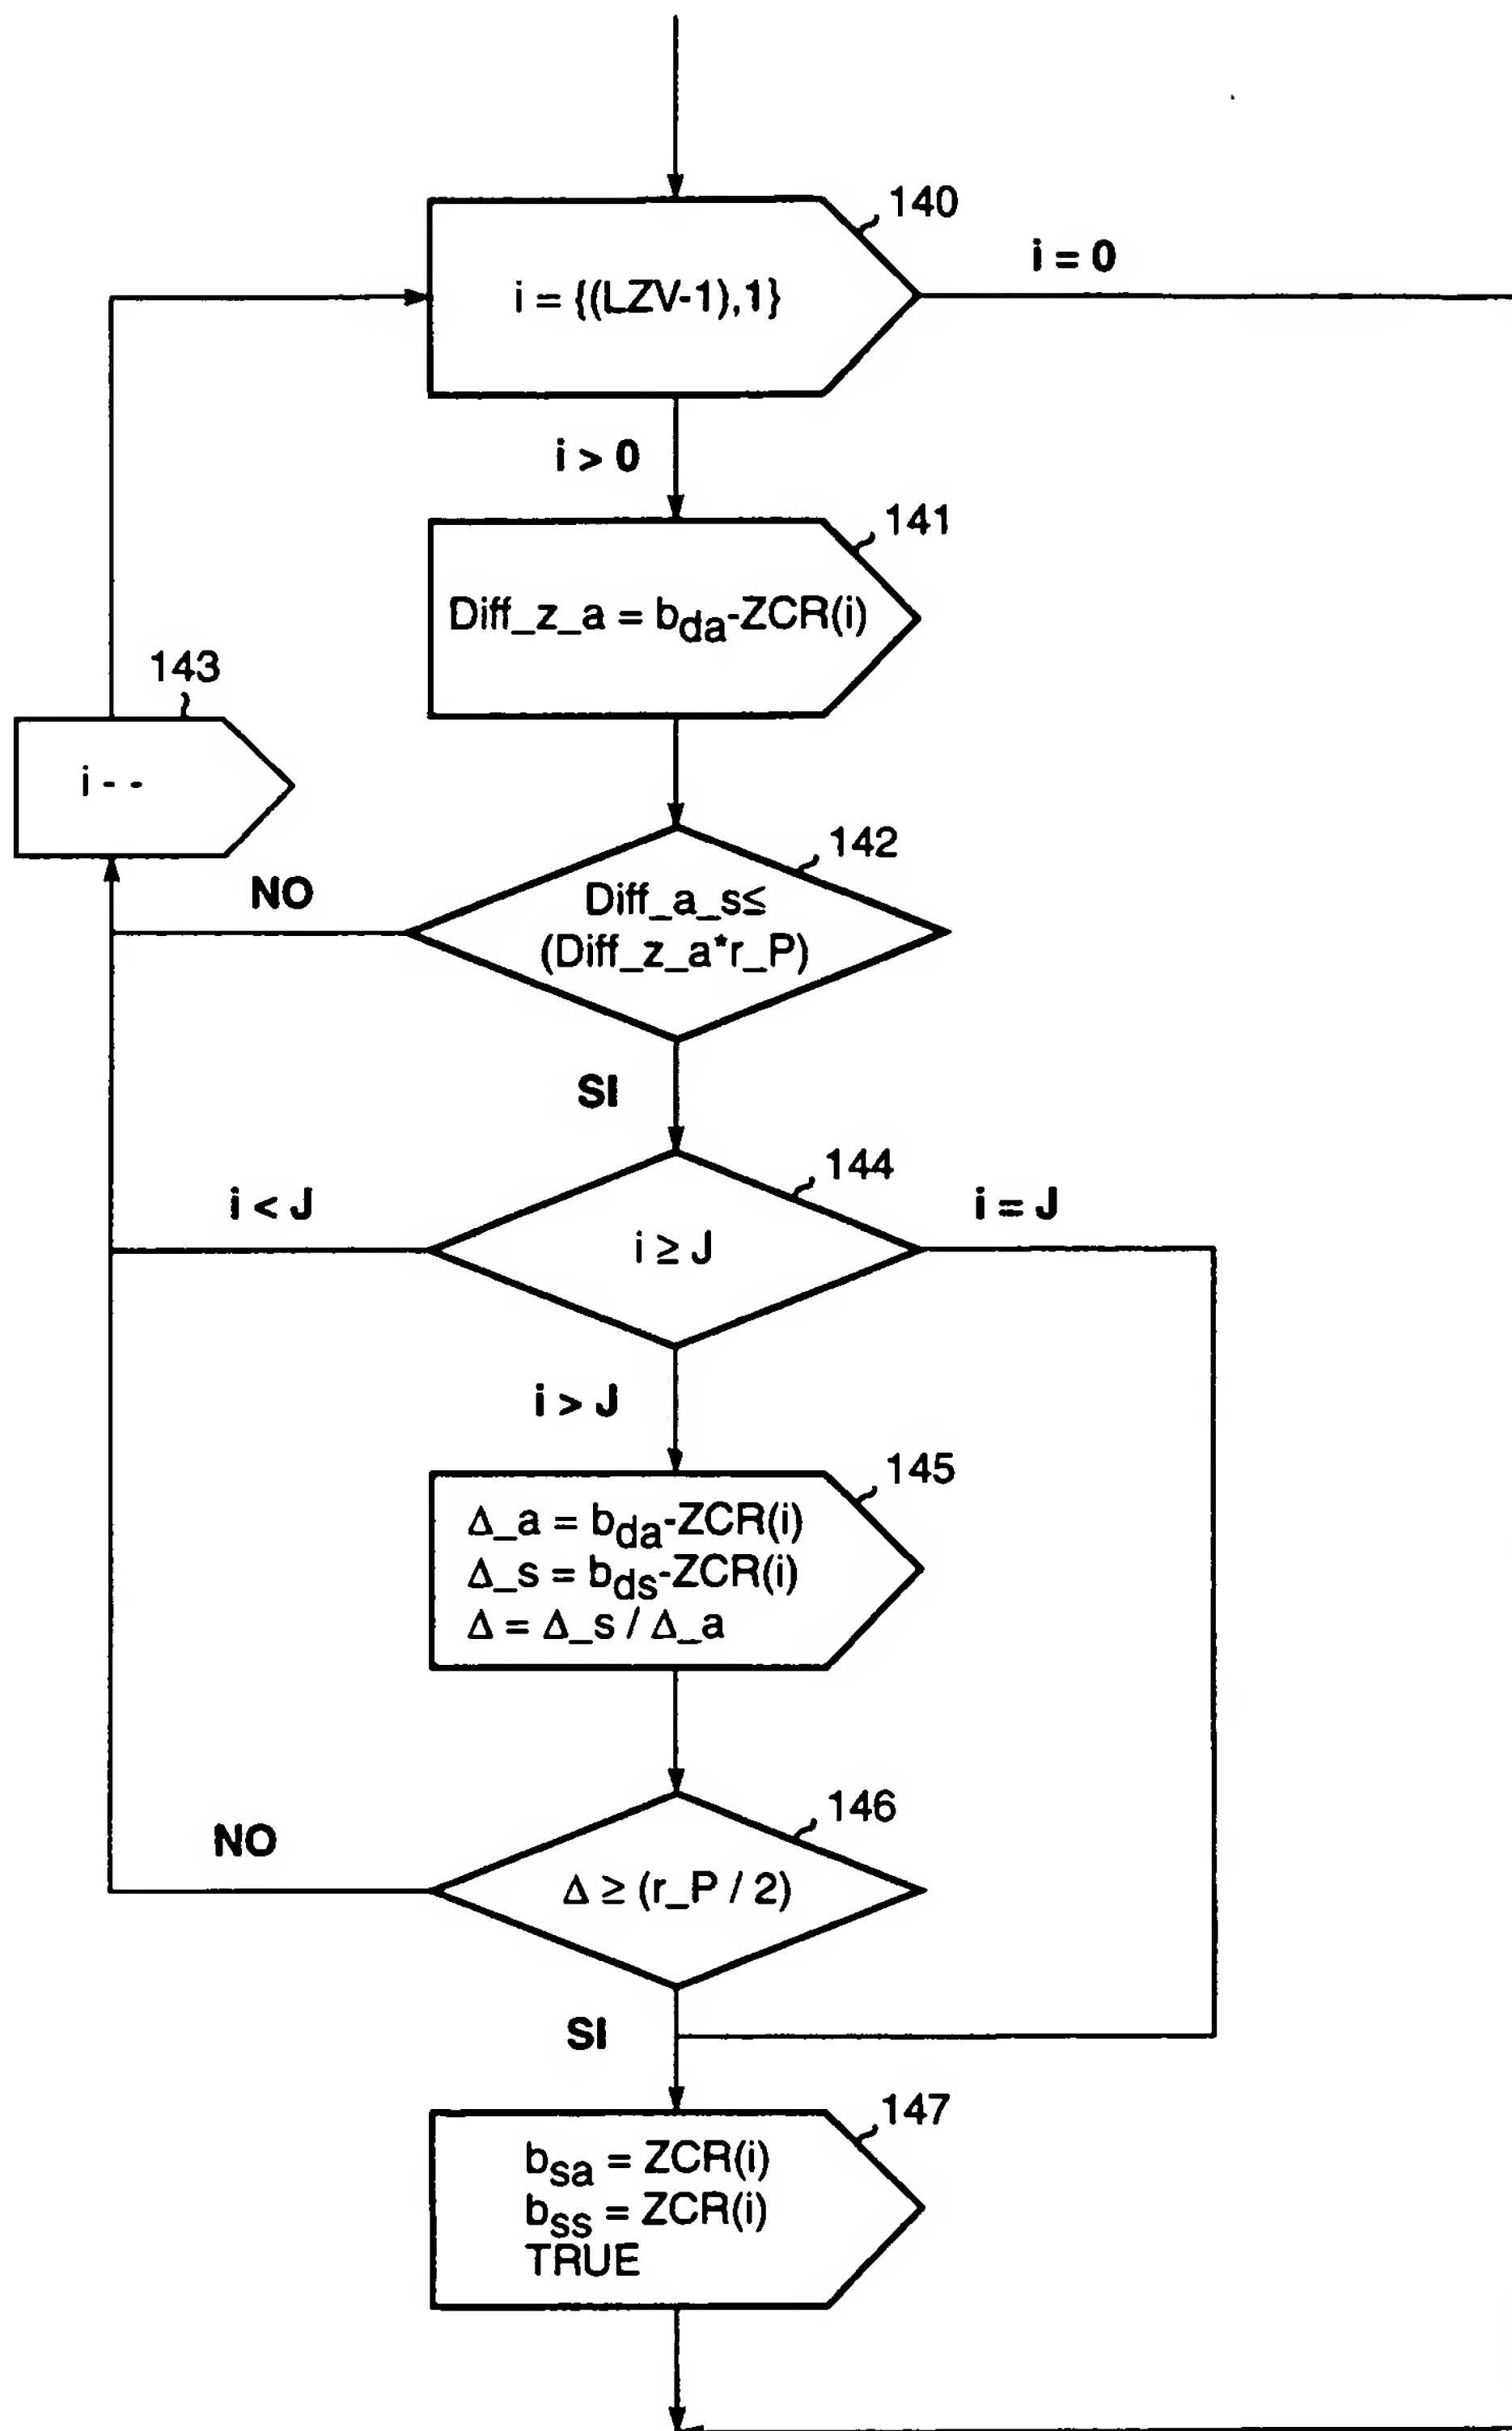 140
i = 0
i = {((LZV-1),1}
i > 0
141
Diff_z_a = bda-ZCR(i)
143
i - -
142
NO
Diff_a_s≤
(Diff_z_a*r_P)
SI
144
i < J
i = J
i ≥ J
i > J
145
Δ_a = bda-ZCR(i)
Δ_s = bds-ZCR(i)
Δ = Δ_s / Δ_a
146
NO
Δ ≥ (r_P / 2)
SI
147
bsa = ZCR(i)
bss = ZCR(i)
TRUE